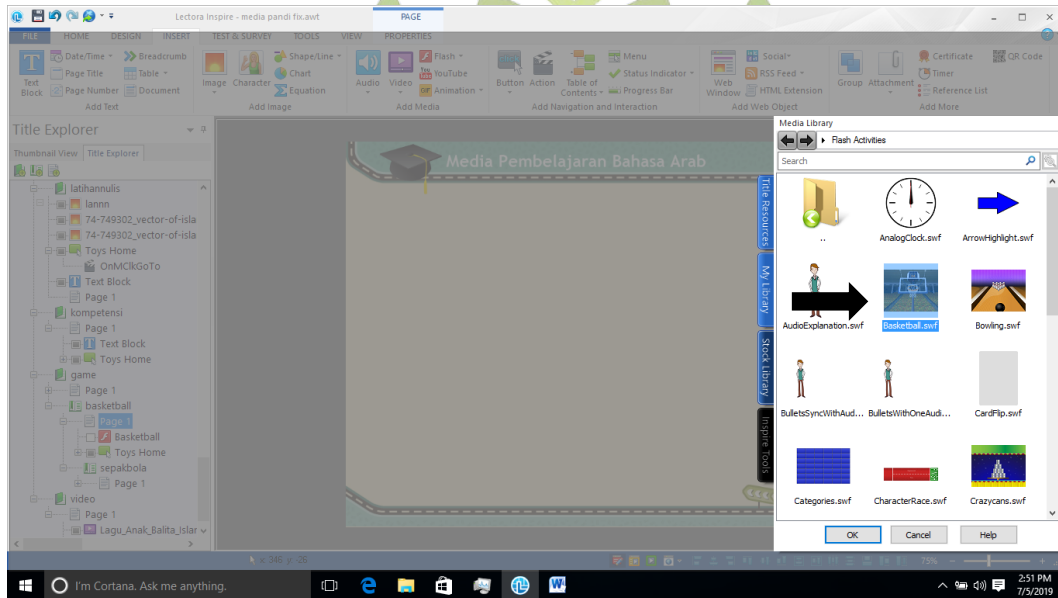 Lectora Inspire - media pandi fix.awt
PAGE
FILE HOME DESIGN INSERT TEST & SURVEY TOOLS VIEW PROPERTIES
Text Block
Date/Time
Page Title
Page Number
Breadcrumb
Table
Document
Add Text
Image
Character
Shape/Line
Chart
Equation
Add Image
Audio
Video
Flash
You Tube YouTube
GIF Animation
Add Media
Button
Action
Table of Contents
Menu
Status Indicator
Progress Bar
Add Navigation and Interaction
Web Window
Social
RSS Feed
HTML Extension
Add Web Object
Group
Attachment
Certificate
Timer
Reference List
QR Code
Add More
Title Explorer
Thumbnail View Title Explorer
latihannulis
lannn
74-749302_vector-of-isla
74-749302_vector-of-isla
Toys Home
OnMClkGoTo
Text Block
Page 1
kompetensi
Page 1
Text Block
Toys Home
game
Page 1
basketball
Page 1
Basketball
Toys Home
sepakbola
Page 1
video
Page 1
Lagu_Anak_Balita_Islar
Media Pembelajaran Bahasa Arab
Title Resources
My Library
Stock Library
Inspire Tools
Media Library
Flash Activities
Search
..
AnalogClock.swf
ArrowHighlight.swf
AudioExplanation.swf
Basketball.swf
Bowling.swf
BulletsSyncWithAud...
BulletsWithOneAudi...
CardFlip.swf
Categories.swf
CharacterRace.swf
Crazycans.swf
OK Cancel Help
x: 345 y: -26
75%
I'm Cortana. Ask me anything.
2:51 PM
7/5/2019